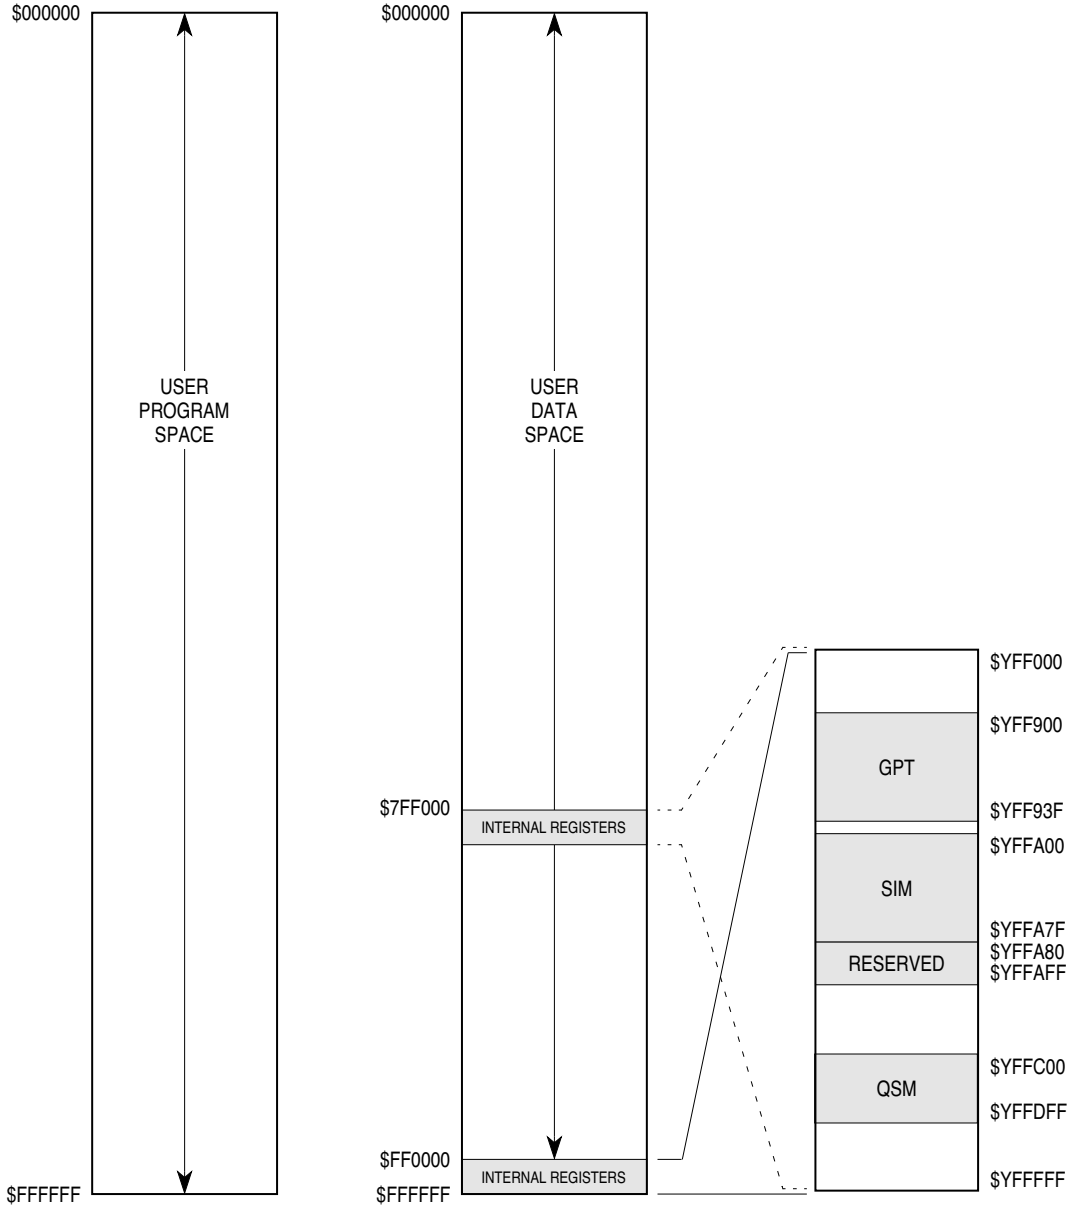 $000000
USER
PROGRAM
SPACE
$FFFFFF
$000000
USER
DATA
SPACE
$7FF000
INTERNAL REGISTERS
$FF0000
INTERNAL REGISTERS
$FFFFFF
$YFF000
$YFF900
GPT
$YFF93F
$YFFA00
SIM
$YFFA7F
$YFFA80
RESERVED
$YFFAFF
$YFFC00
QSM
$YFFDFF
$YFFFFF